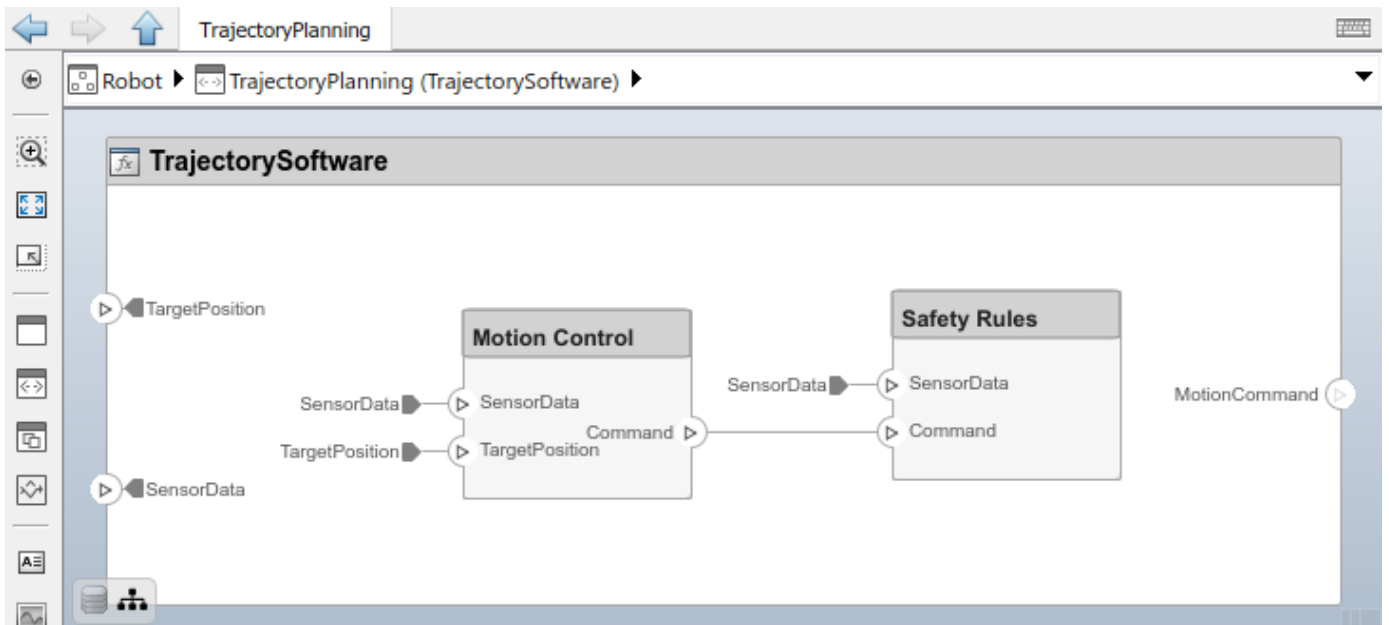 TrajectoryPlanning
Robot TrajectoryPlanning (TrajectorySoftware)
TrajectorySoftware
TargetPosition
SensorData
Motion Control
SensorData
SensorData
TargetPosition
TargetPosition
Command
Safety Rules
SensorData
SensorData
Command
MotionCommand